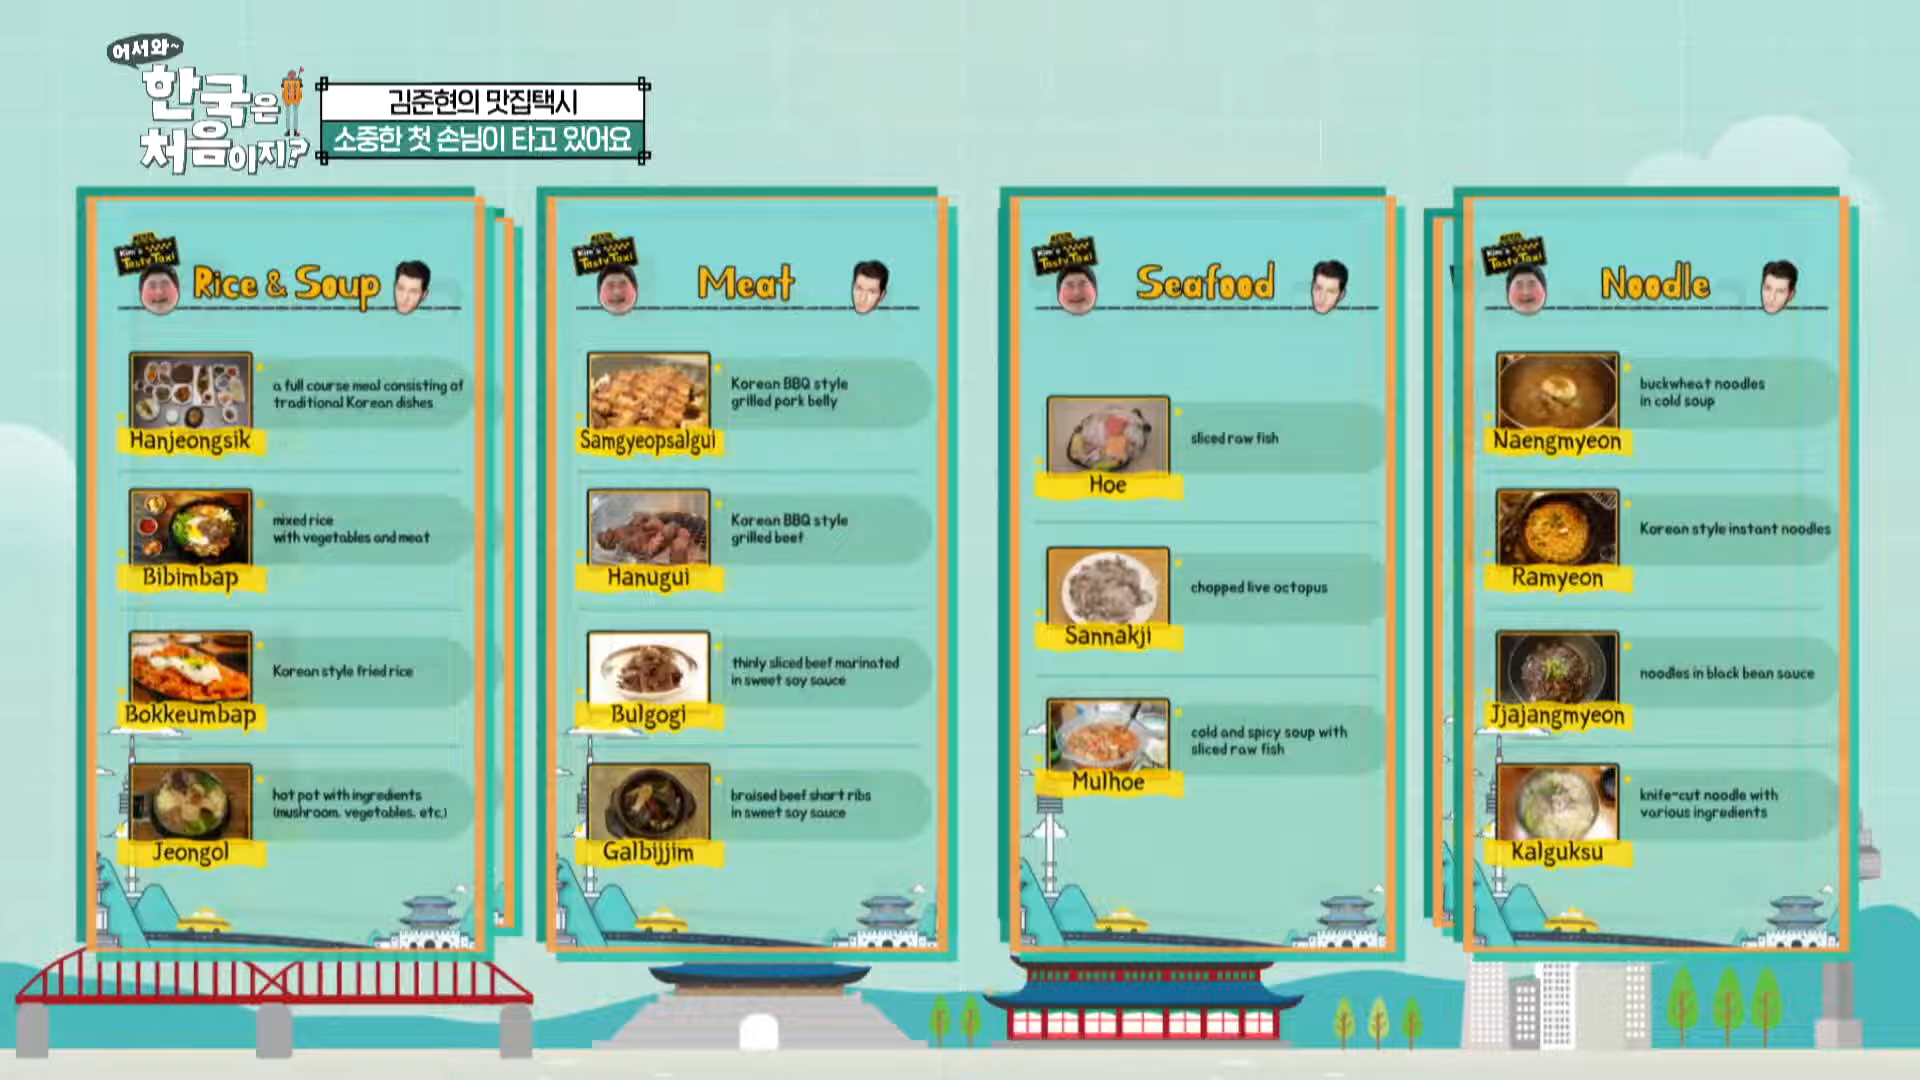 어서와~
한국은
처음이지?
김준현의 맛집택시
소중한 첫 손님이 타고 있어요
Kim's
Tasty Taxi
Rice & Soup
a full course meal consisting of
traditional Korean dishes
Hanjeongsik
mixed rice
with vegetables and meat
Bibimbap
Korean style fried rice
Bokkeumbap
hot pot with ingredients
(mushroom, vegetables, etc.)
Jeongol
Kim's
Tasty Taxi
Meat
Korean BBQ style
grilled pork belly
Samgyeopsalgui
Korean BBQ style
grilled beef
Hanugui
thinly sliced beef marinated
in sweet soy sauce
Bulgogi
braised beef short ribs
in sweet soy sauce
Galbijjim
Kim's
Tasty Taxi
Seafood
sliced raw fish
Hoe
chopped live octopus
Sannakji
cold and spicy soup with
sliced raw fish
Mulhoe
Kim's
Tasty Taxi
Noodle
buckwheat noodles
in cold soup
Naengmyeon
Korean style instant noodles
Ramyeon
noodles in black bean sauce
Jjajangmyeon
knife-cut noodle with
various ingredients
Kalguksu